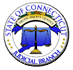 STATE OF CONNECTICUT
JUDICIAL BRANCH